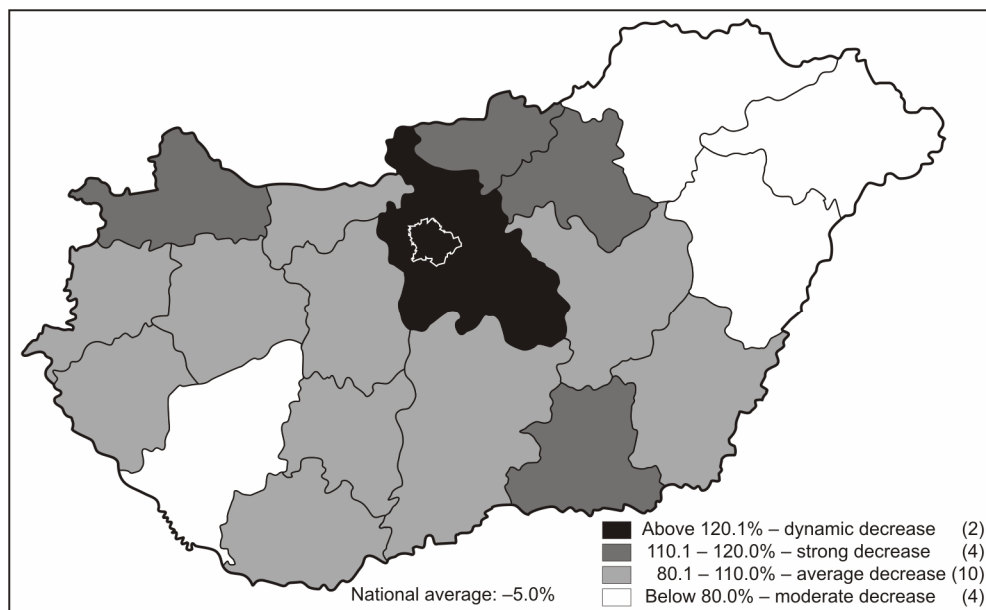 Above 120.1% – dynamic decrease (2)
110.1 – 120.0% – strong decrease (4)
80.1 – 110.0% – average decrease (10)
Below 80.0% – moderate decrease (4)
National average: –5.0%